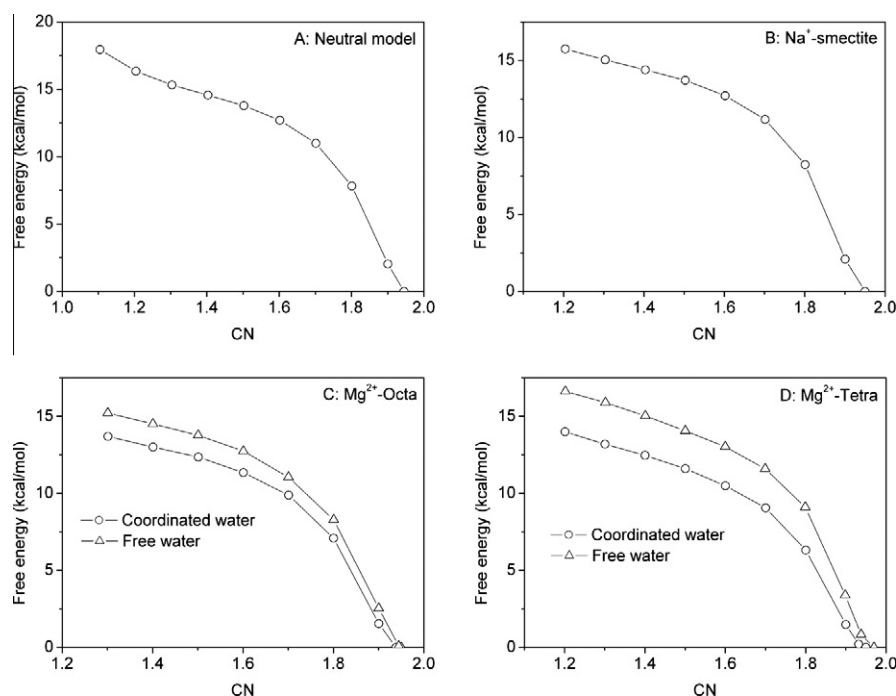 A: Neutral model
Free energy (kcal/mol)
20
15
10
5
0
1.0 1.2 1.4 1.6 1.8 2.0
CN
B: Na⁺-smectite
Free energy (kcal/mol)
15
10
5
0
1.2 1.4 1.6 1.8 2.0
CN
C: Mg²⁺-Octa
Free energy (kcal/mol)
15
10
5
0
Coordinated water
Free water
1.2 1.4 1.6 1.8 2.0
CN
D: Mg²⁺-Tetra
Free energy (kcal/mol)
15
10
5
0
Coordinated water
Free water
1.2 1.4 1.6 1.8 2.0
CN